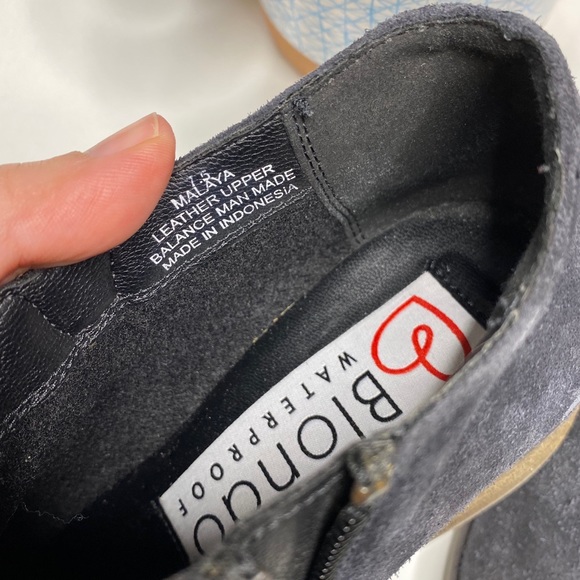 7.5
MALAYA
LEATHER UPPER
BALANCE MAN MADE
MADE IN INDONESIA
Blondo
WATERPROOF